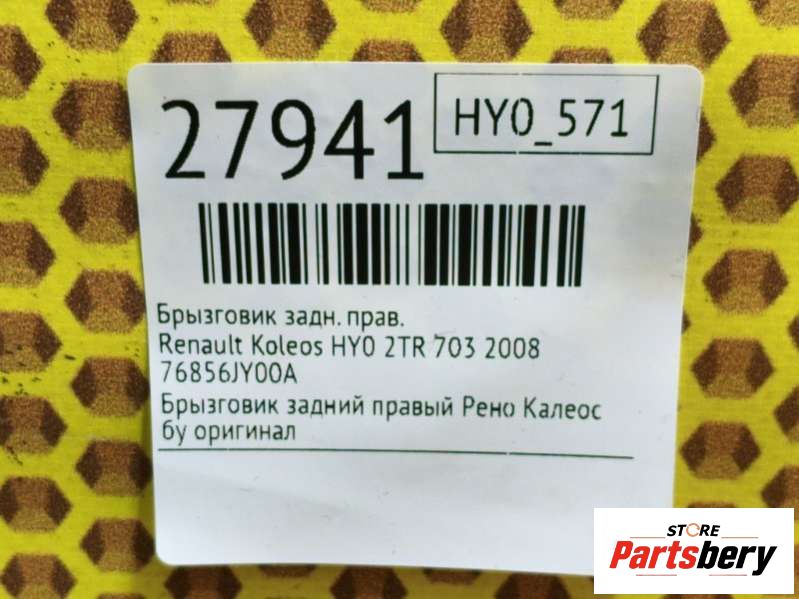 27941
HY0_571
Брызговик задн. прав.
Renault Koleos HY0 2TR 703 2008
76856JY00A
Брызговик задний правый Рено Калеос
бу оригинал
STORE
Partsbery